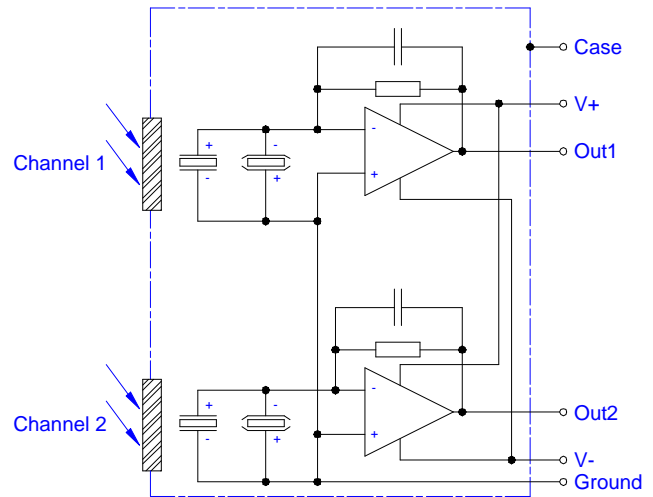 Case
V+
Out1
Channel 1
+ -
- +
-
+
Channel 2
+ -
- +
-
+
Out2
V-
Ground